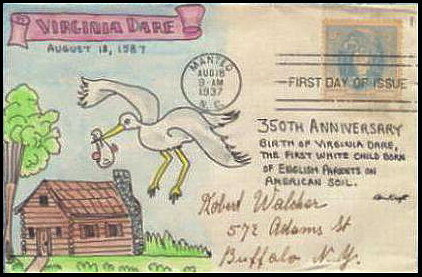 VIRGINIA DARE
AUGUST 18, 1587
MANTEO
AUG 18
9 AM
1937
N.C.
FIRST DAY OF ISSUE
350TH ANNIVERSARY
BIRTH OF VIRGINIA DARE,
THE FIRST WHITE CHILD BORN
OF ENGLISH PARENTS ON
AMERICAN SOIL.
Robert Walcher
572 Adams St
Buffalo N.Y.